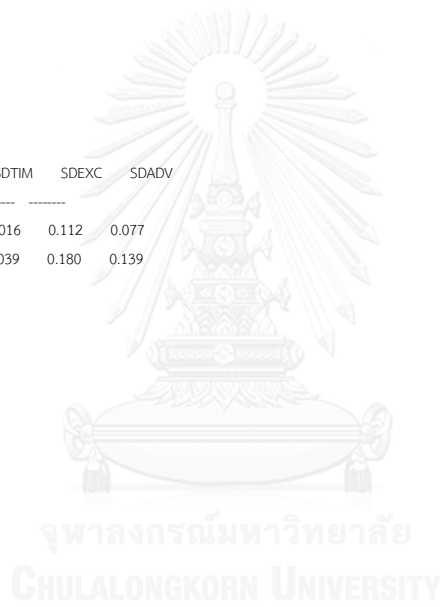 DTIM SDEXC SDADV
---- --------
016 0.112 0.077
039 0.180 0.139
จุฬาลงกรณ์มหาวิทยาลัย
CHULALONGKORN UNIVERSITY